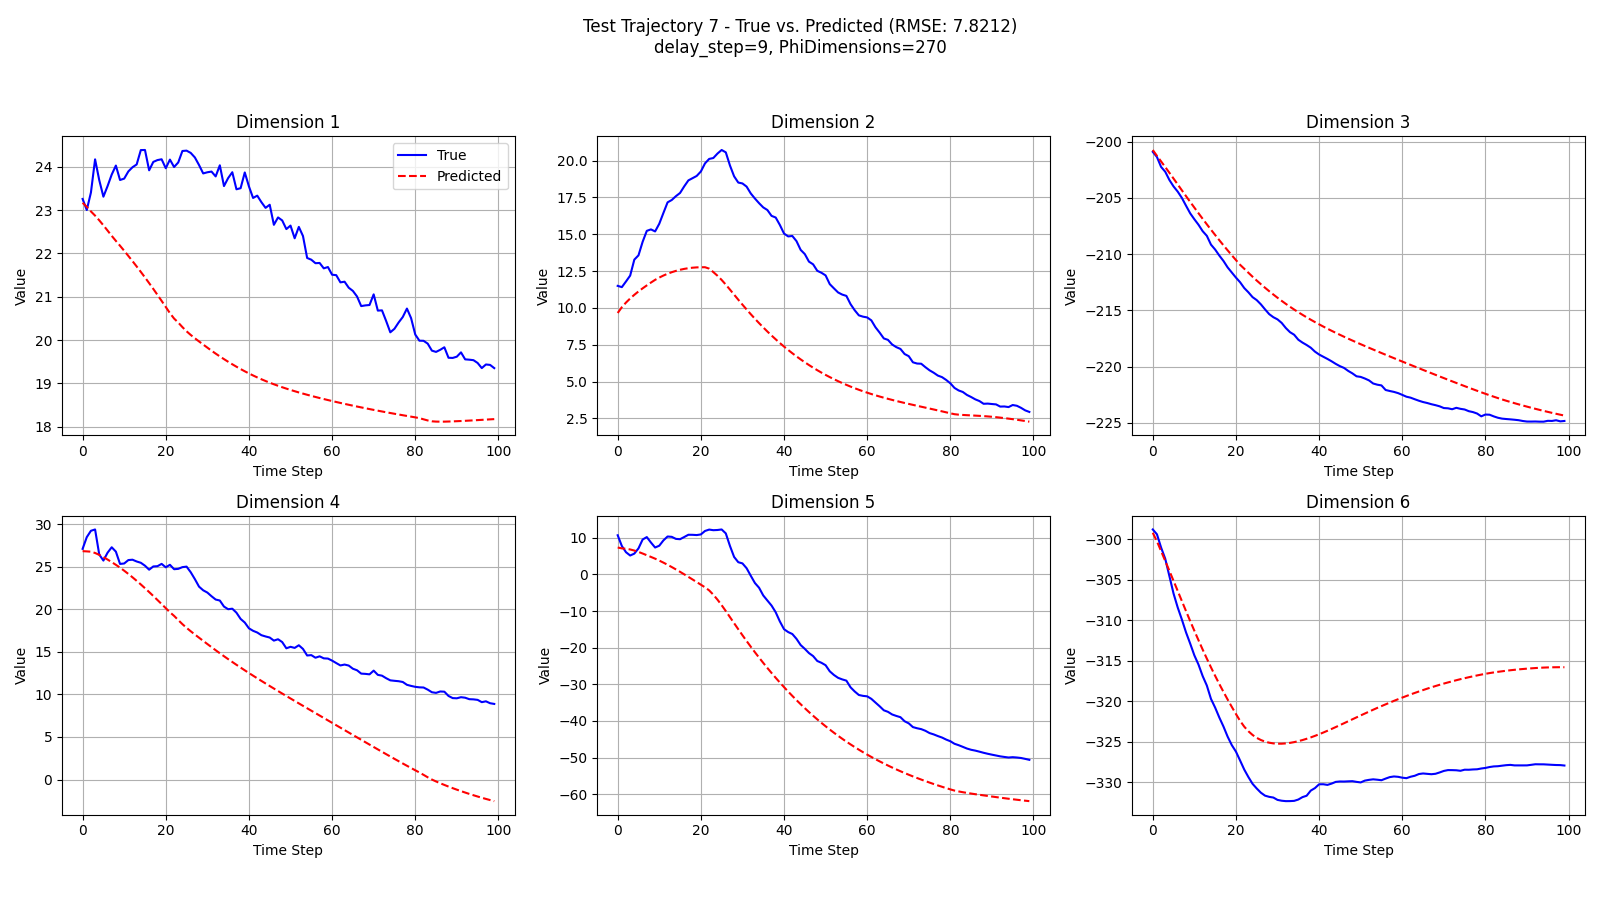 Test Trajectory 7 - True vs. Predicted (RMSE: 7.8212)
delay_step=9, PhiDimensions=270
Dimension 1
Value
24
23
22
21
20
19
18
True
Predicted
0 20 40 60 80 100
Time Step
Dimension 2
Value
20.0
17.5
15.0
12.5
10.0
7.5
5.0
2.5
0 20 40 60 80 100
Time Step
Dimension 3
Value
−200
−205
−210
−215
−220
−225
0 20 40 60 80 100
Time Step
Dimension 4
Value
30
25
20
15
10
5
0
0 20 40 60 80 100
Time Step
Dimension 5
Value
10
0
−10
−20
−30
−40
−50
−60
0 20 40 60 80 100
Time Step
Dimension 6
Value
−300
−305
−310
−315
−320
−325
−330
0 20 40 60 80 100
Time Step